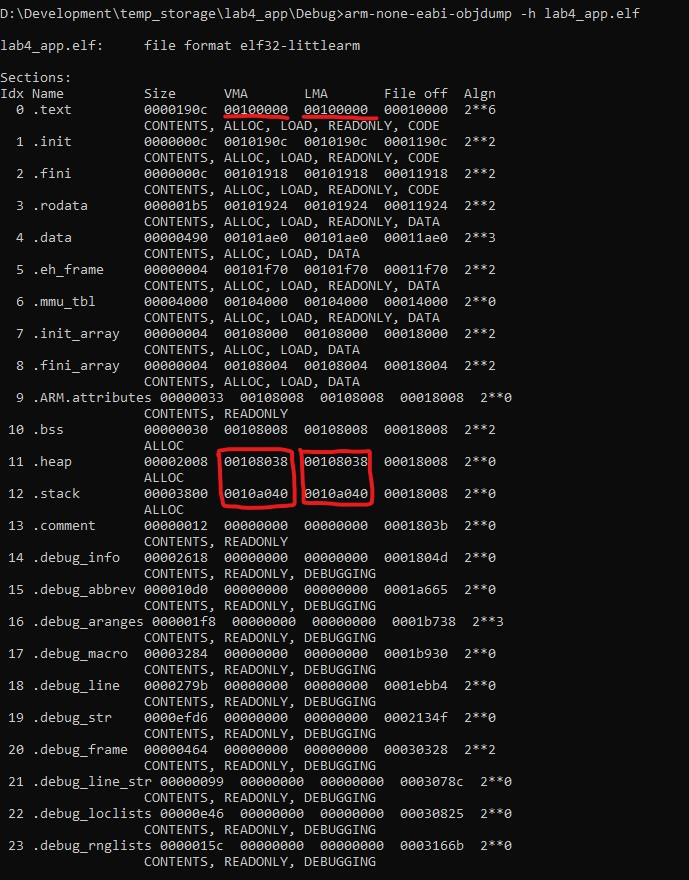 D:\Development\temp_storage\lab4_app\Debug>arm-none-eabi-objdump -h lab4_app.elf
lab4_app.elf:     file format elf32-littlearm
Sections:
Idx Name          Size      VMA       LMA       File off  Algn
  0 .text         0000190c  00100000  00100000  00010000  2**6
                  CONTENTS, ALLOC, LOAD, READONLY, CODE
  1 .init         0000000c  0010190c  0010190c  0001190c  2**2
                  CONTENTS, ALLOC, LOAD, READONLY, CODE
  2 .fini         0000000c  00101918  00101918  00011918  2**2
                  CONTENTS, ALLOC, LOAD, READONLY, CODE
  3 .rodata       000001b5  00101924  00101924  00011924  2**2
                  CONTENTS, ALLOC, LOAD, READONLY, DATA
  4 .data         00000490  00101ae0  00101ae0  00011ae0  2**3
                  CONTENTS, ALLOC, LOAD, DATA
  5 .eh_frame     00000004  00101f70  00101f70  00011f70  2**2
                  CONTENTS, ALLOC, LOAD, READONLY, DATA
  6 .mmu_tbl      00004000  00104000  00104000  00014000  2**0
                  CONTENTS, ALLOC, LOAD, READONLY, DATA
  7 .init_array   00000004  00108000  00108000  00018000  2**2
                  CONTENTS, ALLOC, LOAD, DATA
  8 .fini_array   00000004  00108004  00108004  00018004  2**2
                  CONTENTS, ALLOC, LOAD, DATA
  9 .ARM.attributes 00000033  00108008  00108008  00018008  2**0
                  CONTENTS, READONLY
 10 .bss          00000030  00108008  00108008  00018008  2**2
                  ALLOC
 11 .heap         00002008  00108038  00108038  00018008  2**0
                  ALLOC
 12 .stack        00003800  0010a040  0010a040  00018008  2**0
                  ALLOC
 13 .comment      00000012  00000000  00000000  0001803b  2**0
                  CONTENTS, READONLY
 14 .debug_info   00002618  00000000  00000000  0001804d  2**0
                  CONTENTS, READONLY, DEBUGGING
 15 .debug_abbrev 000010d0  00000000  00000000  0001a665  2**0
                  CONTENTS, READONLY, DEBUGGING
 16 .debug_aranges 000001f8  00000000  00000000  0001b738  2**3
                  CONTENTS, READONLY, DEBUGGING
 17 .debug_macro  00003284  00000000  00000000  0001b930  2**0
                  CONTENTS, READONLY, DEBUGGING
 18 .debug_line   0000279b  00000000  00000000  0001ebb4  2**0
                  CONTENTS, READONLY, DEBUGGING
 19 .debug_str    0000efd6  00000000  00000000  0002134f  2**0
                  CONTENTS, READONLY, DEBUGGING
 20 .debug_frame  00000464  00000000  00000000  00030328  2**2
                  CONTENTS, READONLY, DEBUGGING
 21 .debug_line_str 00000099  00000000  00000000  0003078c  2**0
                  CONTENTS, READONLY, DEBUGGING
 22 .debug_loclists 00000e46  00000000  00000000  00030825  2**0
                  CONTENTS, READONLY, DEBUGGING
 23 .debug_rnglists 0000015c  00000000  00000000  0003166b  2**0
                  CONTENTS, READONLY, DEBUGGING